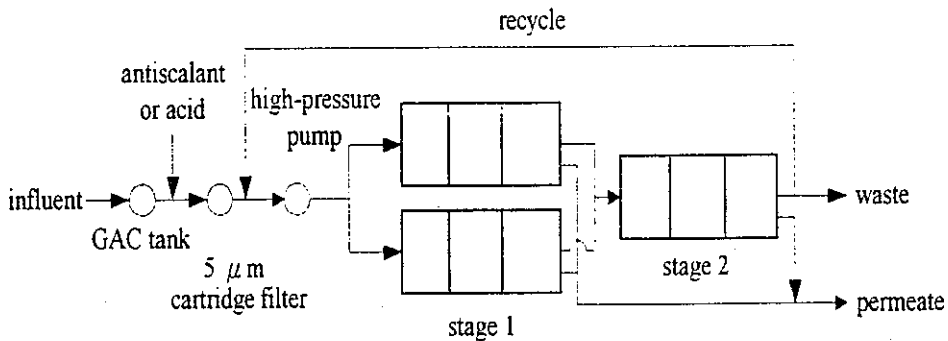 recycle
antiscalant
or acid
high-pressure
pump
influent
GAC tank
5 μm
cartridge filter
stage 1
stage 2
waste
permeate